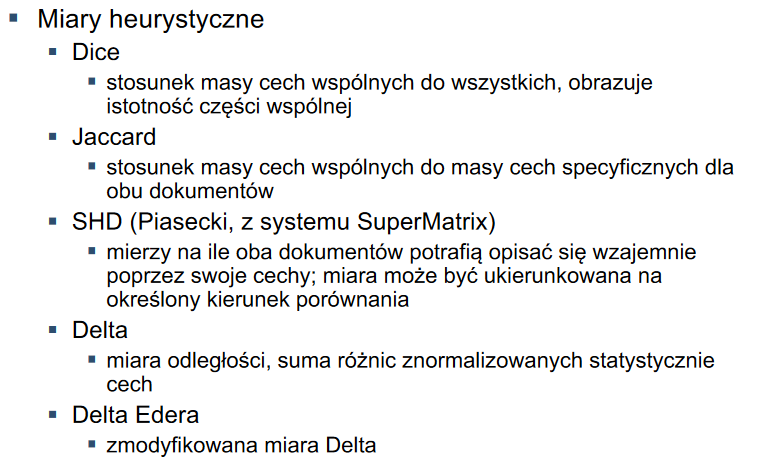 Miary heurystyczne
Dice
stosunek masy cech wspólnych do wszystkich, obrazuje
istotność części wspólnej
Jaccard
stosunek masy cech wspólnych do masy cech specyficznych dla
obu dokumentów
SHD (Piasecki, z systemu SuperMatrix)
mierzy na ile oba dokumentów potrafią opisać się wzajemnie
poprzez swoje cechy; miara może być ukierunkowana na
określony kierunek porównania
Delta
miara odległości, suma różnic znormalizowanych statystycznie
cech
Delta Edera
zmodyfikowana miara Delta